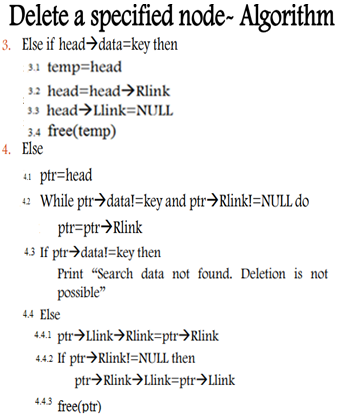 Delete a specified node- Algorithm
3. Else if head→data=key then
3.1 temp=head
3.2 head=head→Rlink
3.3 head→Llink=NULL
3.4 free(temp)
4. Else
4.1 ptr=head
4.2 While ptr→data!=key and ptr→Rlink!=NULL do
ptr=ptr→Rlink
4.3 If ptr→data!=key then
Print “Search data not found. Deletion is not
possible”
4.4 Else
4.4.1 ptr→Llink→Rlink=ptr→Rlink
4.4.2 If ptr→Rlink!=NULL then
ptr→Rlink→Llink=ptr→Llink
4.4.3 free(ptr)